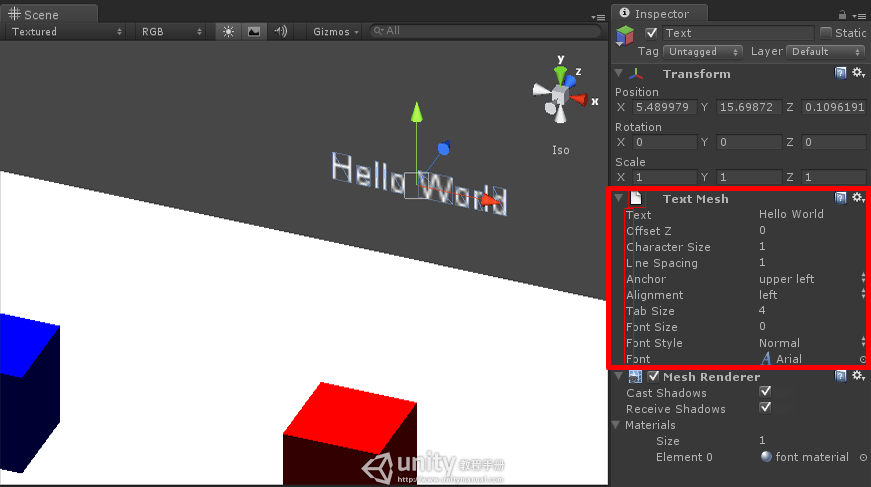 Scene
Textured
RGB
Gizmos
All
y
z
x
Iso
Hello World
unity 教程手册
http://www.unitymanual.com
Inspector
Text
Static
Tag Untagged Layer Default
Transform
Position
X 5.489979 Y 15.69872 Z 0.1096191
Rotation
X 0 Y 0 Z 0
Scale
X 1 Y 1 Z 1
Text Mesh
Text Hello World
Offset Z 0
Character Size 1
Line Spacing 1
Anchor upper left
Alignment left
Tab Size 4
Font Size 0
Font Style Normal
Font Arial
Mesh Renderer
Cast Shadows
Receive Shadows
Materials
Size 1
Element 0 font material